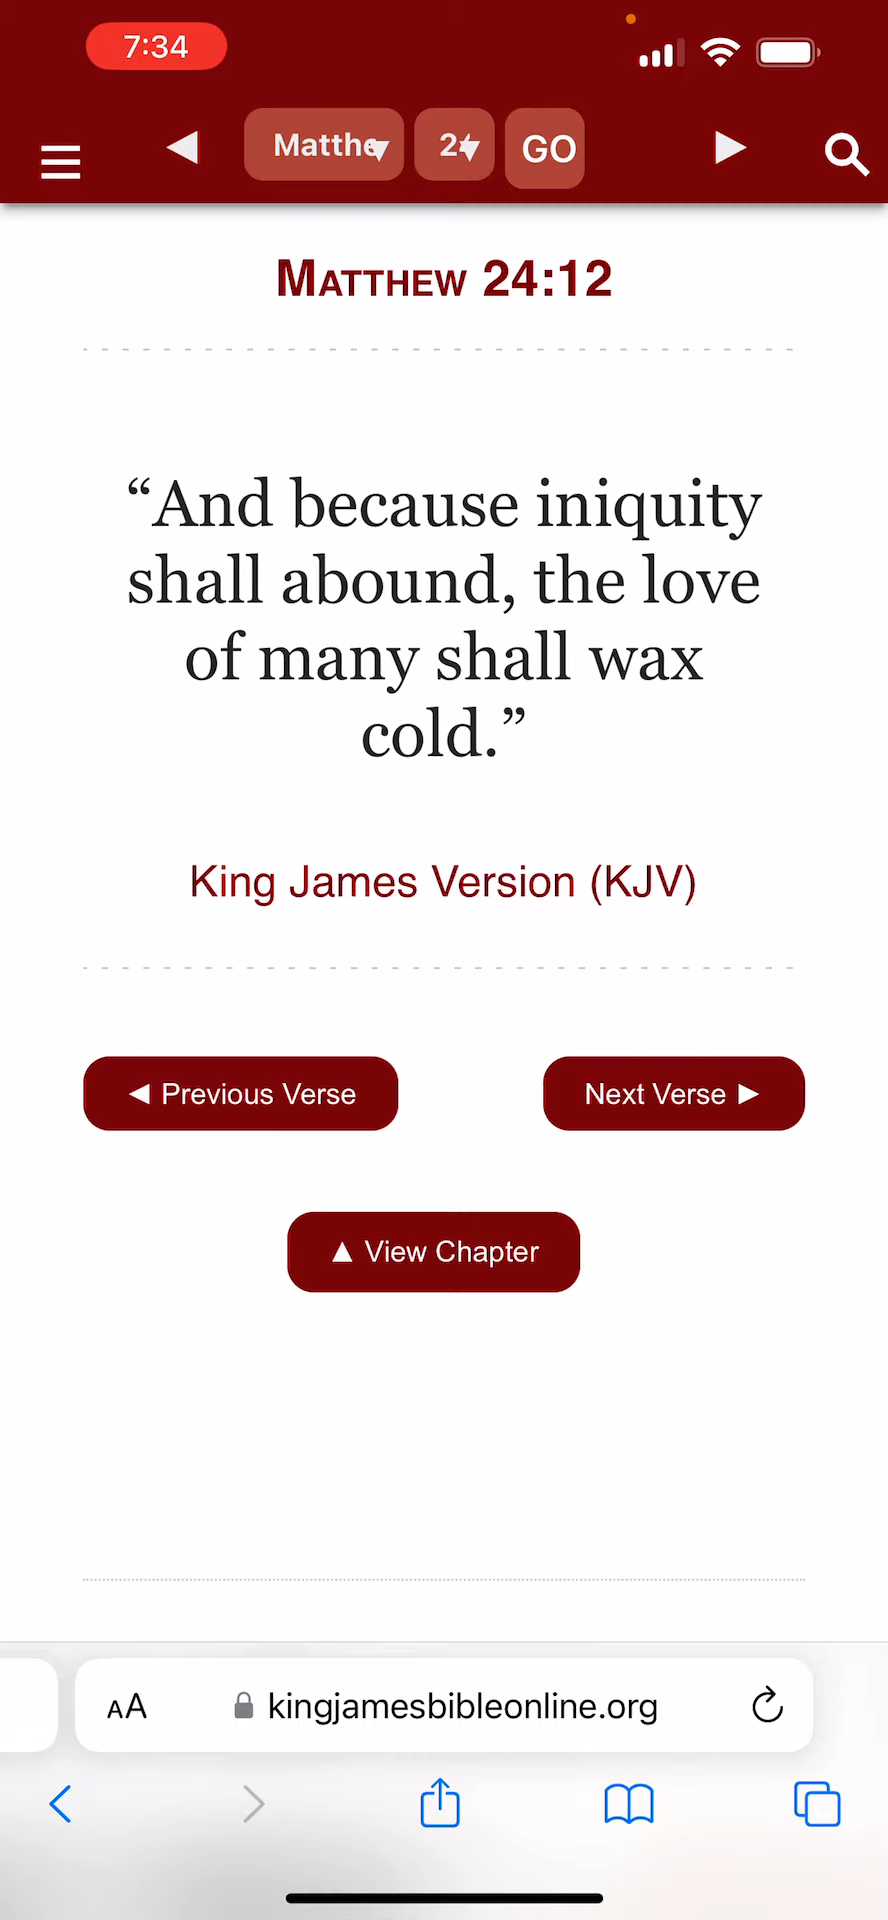 7:34
Matthe 24 GO
MATTHEW 24:12
“And because iniquity
shall abound, the love
of many shall wax
cold.”
King James Version (KJV)
◀ Previous Verse
Next Verse ▶
▲ View Chapter
AA kingjamesbibleonline.org